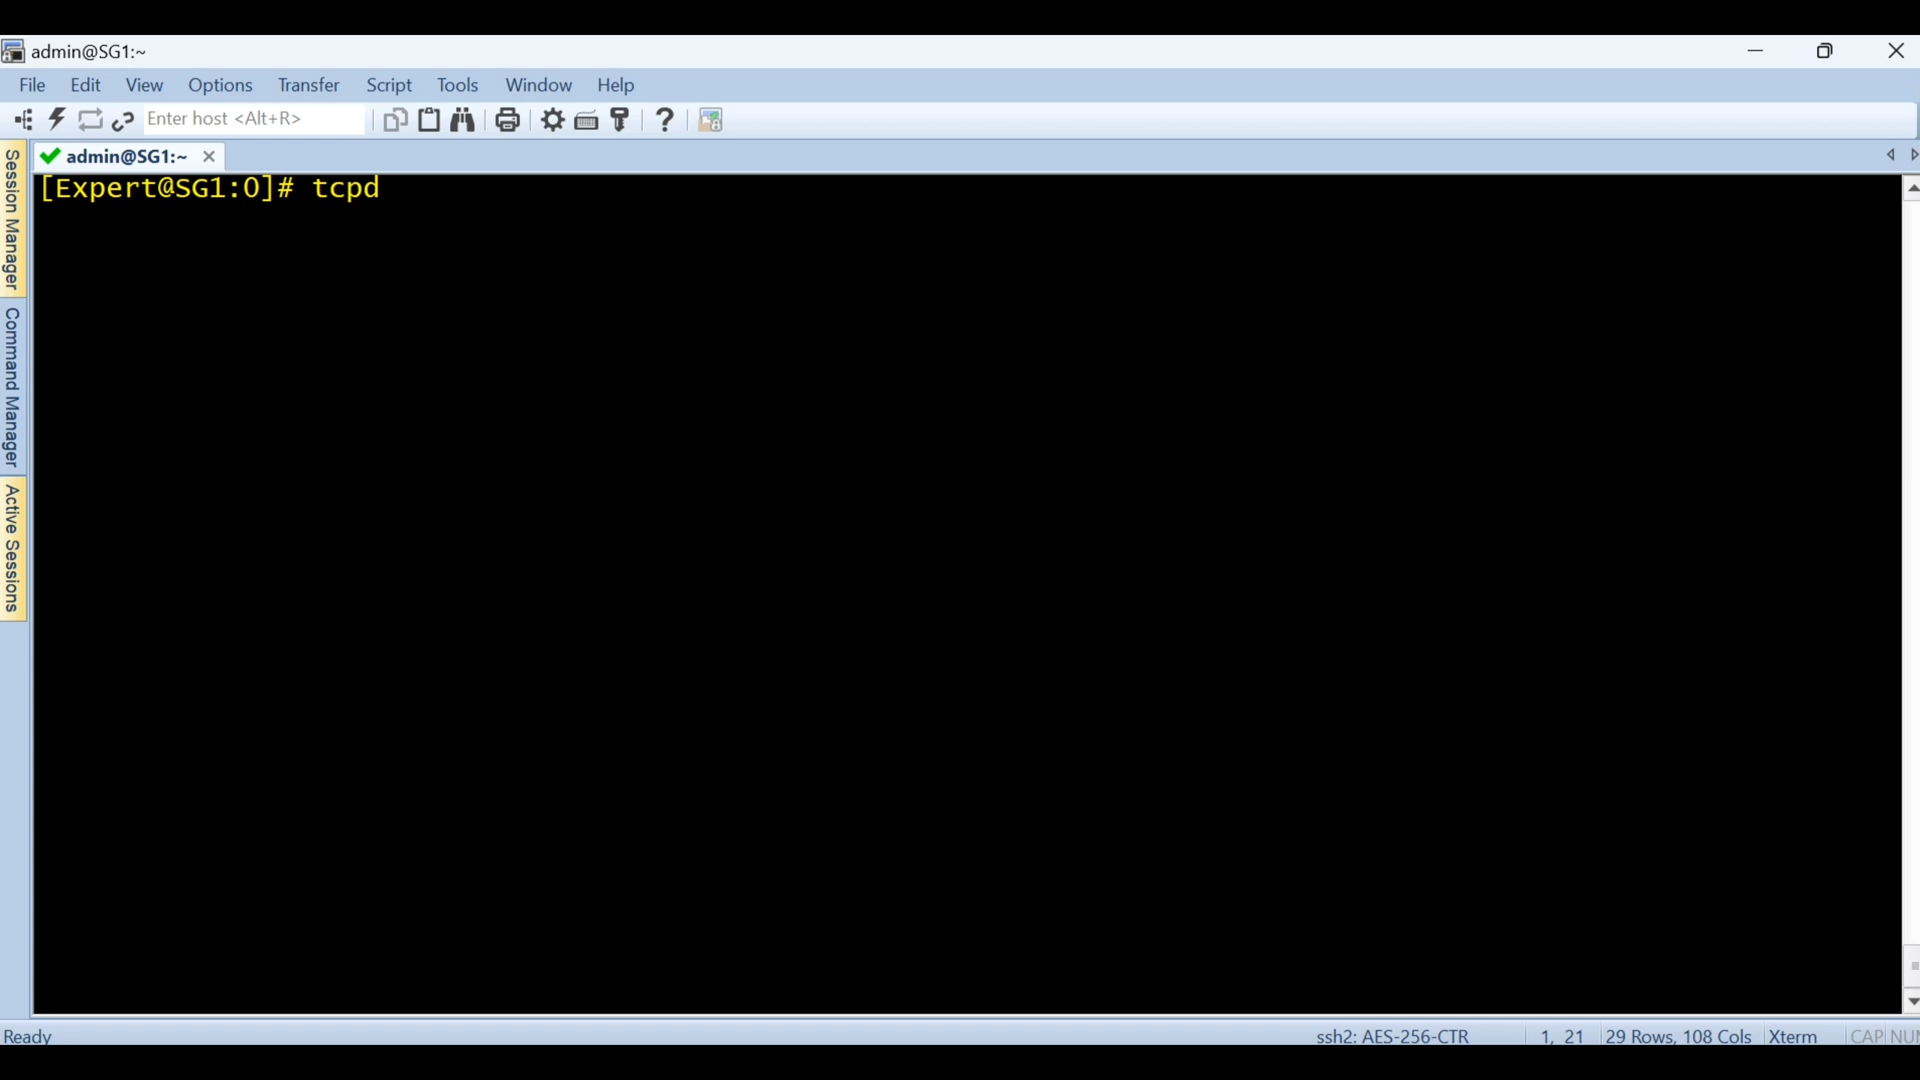 admin@SG1:~
File Edit View Options Transfer Script Tools Window Help
Enter host <Alt+R>
admin@SG1:~
Session Manager
Command Manager
Active Sessions
[Expert@SG1:0]# tcpd
Ready ssh2: AES-256-CTR 1, 21 29 Rows, 108 Cols Xterm CAP NUM